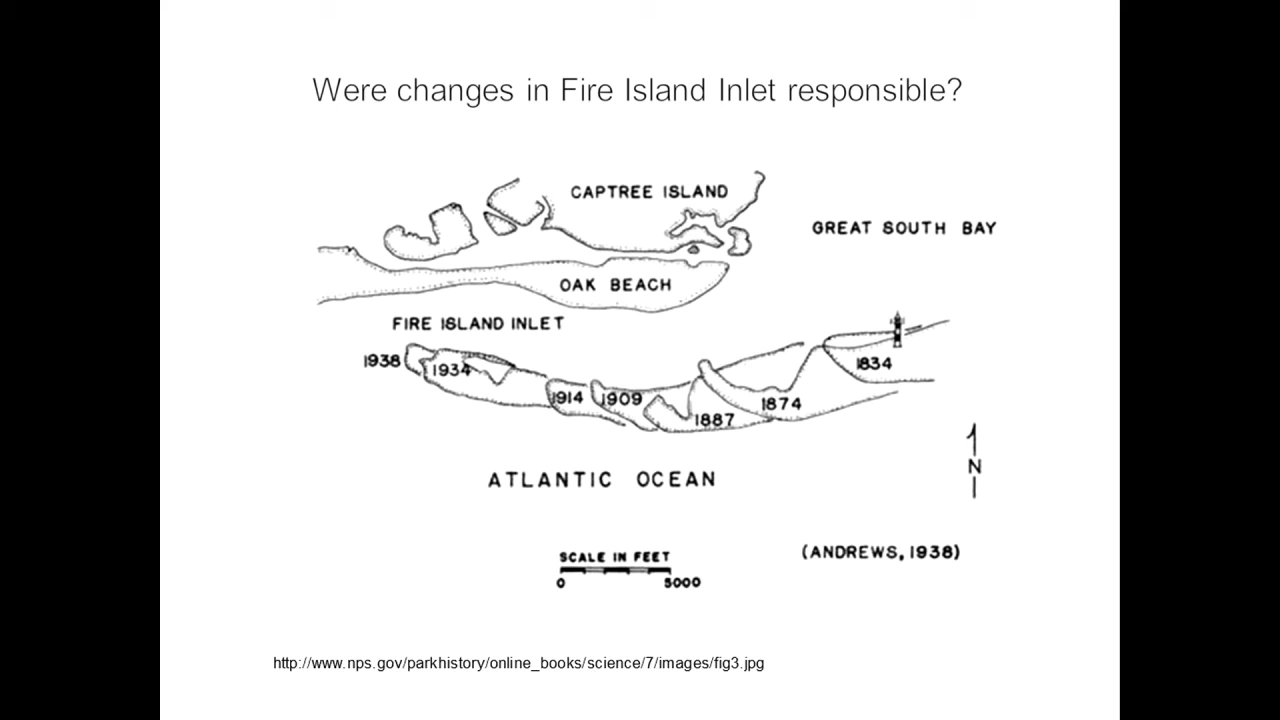 Were changes in Fire Island Inlet responsible?
CAPTREE ISLAND
GREAT SOUTH BAY
OAK BEACH
FIRE ISLAND INLET
1938
1934
1914
1909
1887
1874
1834
ATLANTIC OCEAN
N
SCALE IN FEET
0 5000
(ANDREWS, 1938)
http://www.nps.gov/parkhistory/online_books/science/7/images/fig3.jpg